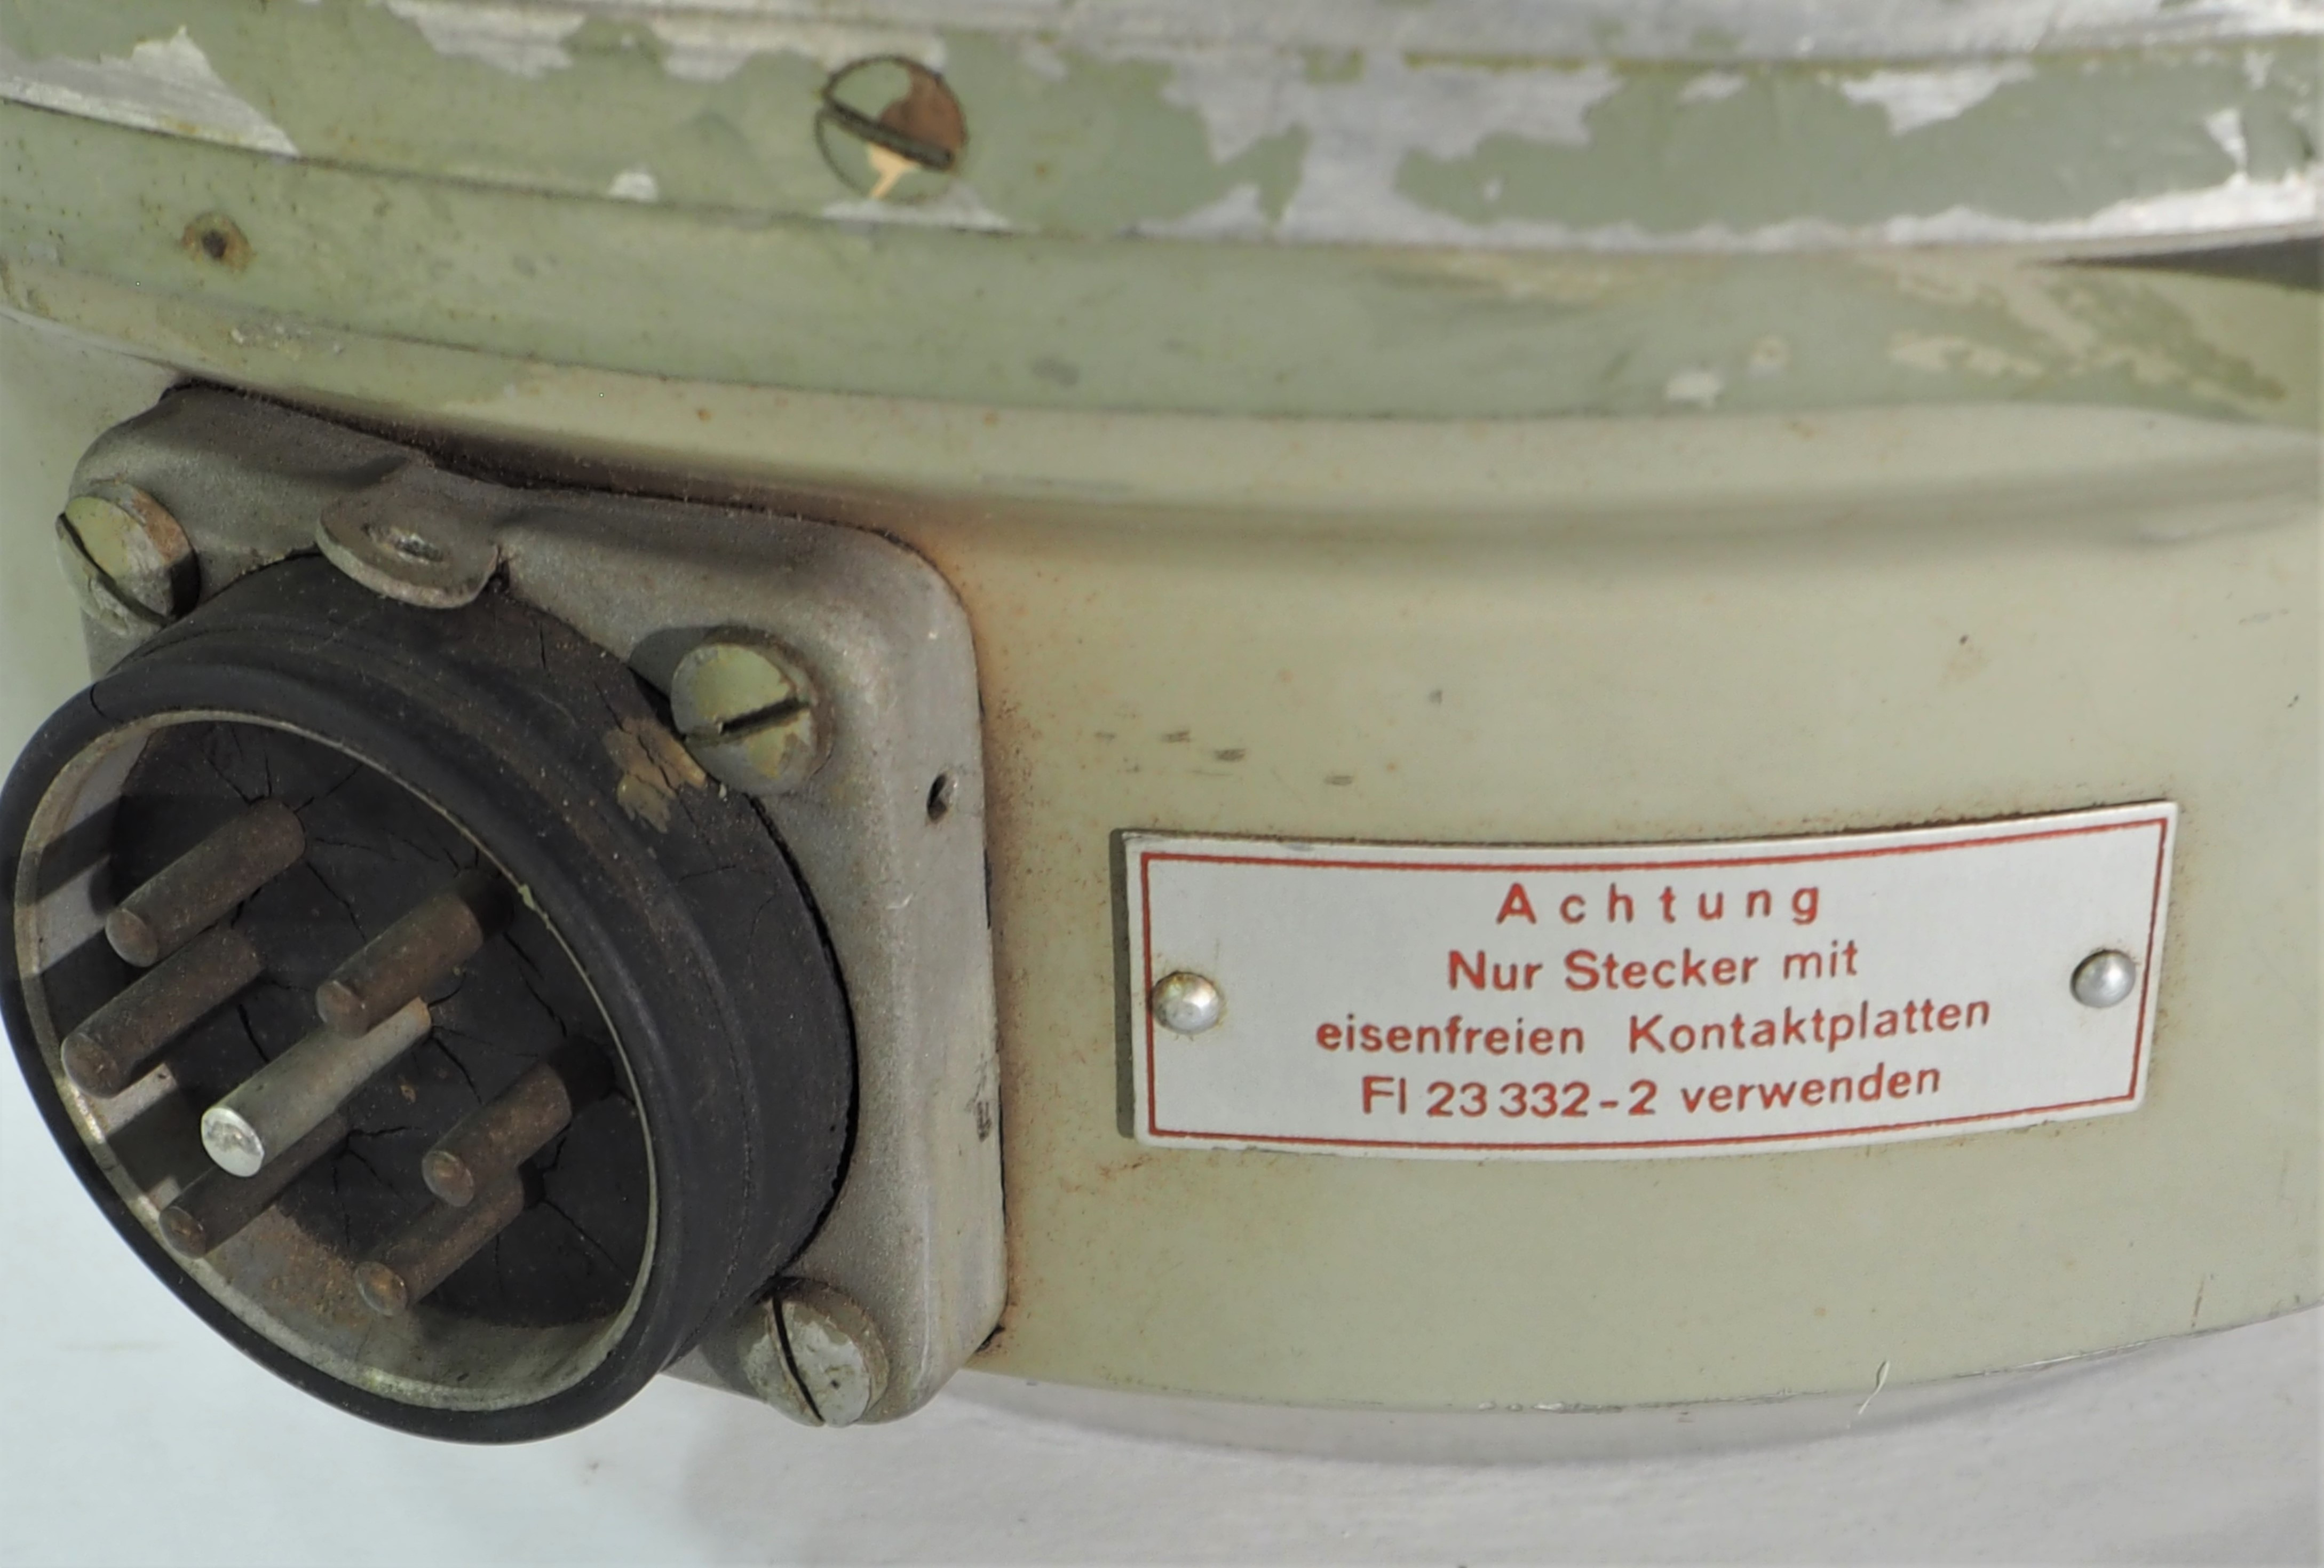 Achtung
Nur Stecker mit
eisenfreien Kontaktplatten
Fl 23332-2 verwenden